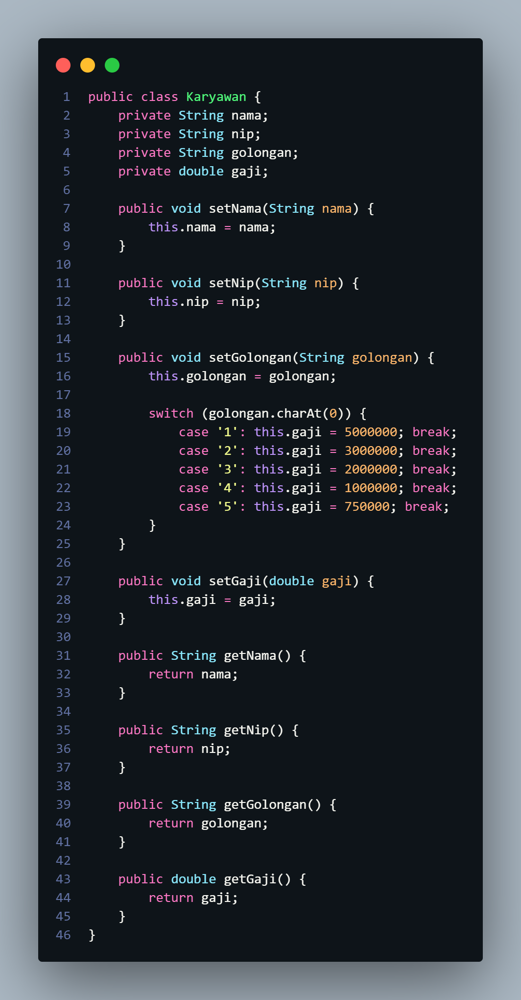 1 public class Karyawan {
2     private String nama;
3     private String nip;
4     private String golongan;
5     private double gaji;
6
7     public void setNama(String nama) {
8         this.nama = nama;
9     }
10
11     public void setNip(String nip) {
12         this.nip = nip;
13     }
14
15     public void setGolongan(String golongan) {
16         this.golongan = golongan;
17
18         switch (golongan.charAt(0)) {
19             case '1': this.gaji = 5000000; break;
20             case '2': this.gaji = 3000000; break;
21             case '3': this.gaji = 2000000; break;
22             case '4': this.gaji = 1000000; break;
23             case '5': this.gaji = 750000; break;
24         }
25     }
26
27     public void setGaji(double gaji) {
28         this.gaji = gaji;
29     }
30
31     public String getNama() {
32         return nama;
33     }
34
35     public String getNip() {
36         return nip;
37     }
38
39     public String getGolongan() {
40         return golongan;
41     }
42
43     public double getGaji() {
44         return gaji;
45     }
46 }